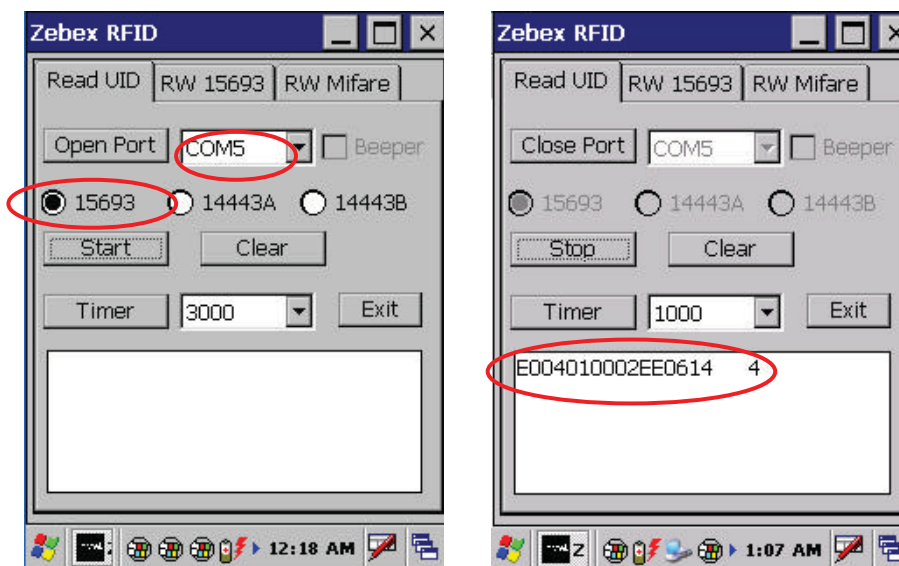 Zebex RFID
Read UID RW 15693 RW Mifare
Open Port COM5 Beeper
15693 14443A 14443B
Start Clear
Timer 3000 Exit
12:18 AM
Zebex RFID
Read UID RW 15693 RW Mifare
Close Port COM5 Beeper
15693 14443A 14443B
Stop Clear
Timer 1000 Exit
E004010002EE0614 4
Z 1:07 AM